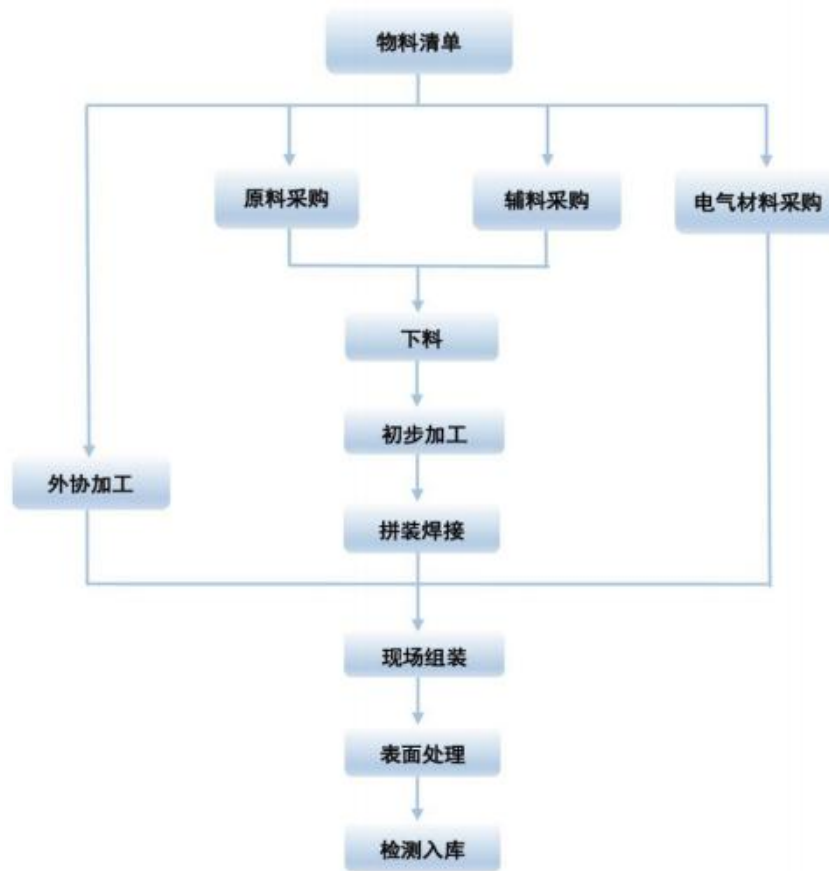 物料清单
原料采购
辅料采购
电气材料采购
下料
初步加工
外协加工
拼装焊接
现场组装
表面处理
检测入库